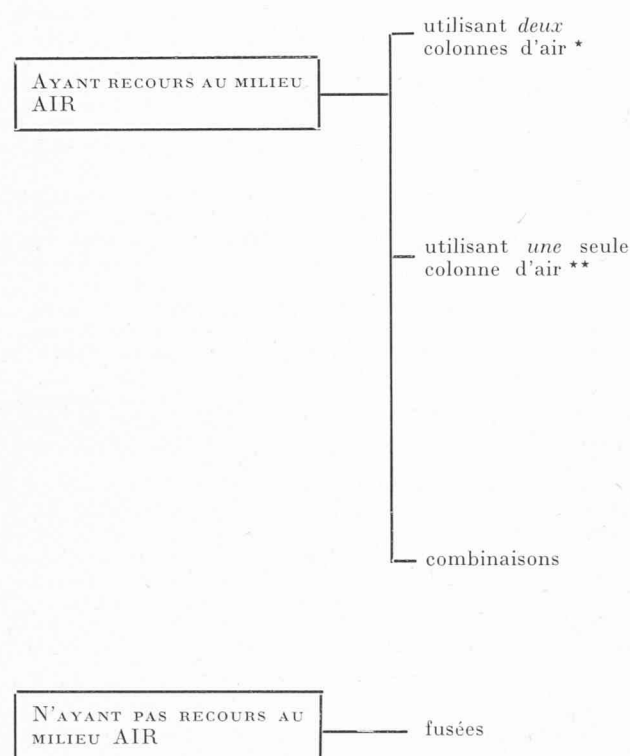 utilisant deux
colonnes d'air *
AYANT RECOURS AU MILIEU
AIR
utilisant une seule
colonne d'air **
combinaisons
N'AYANT PAS RECOURS AU
MILIEU AIR
fusées